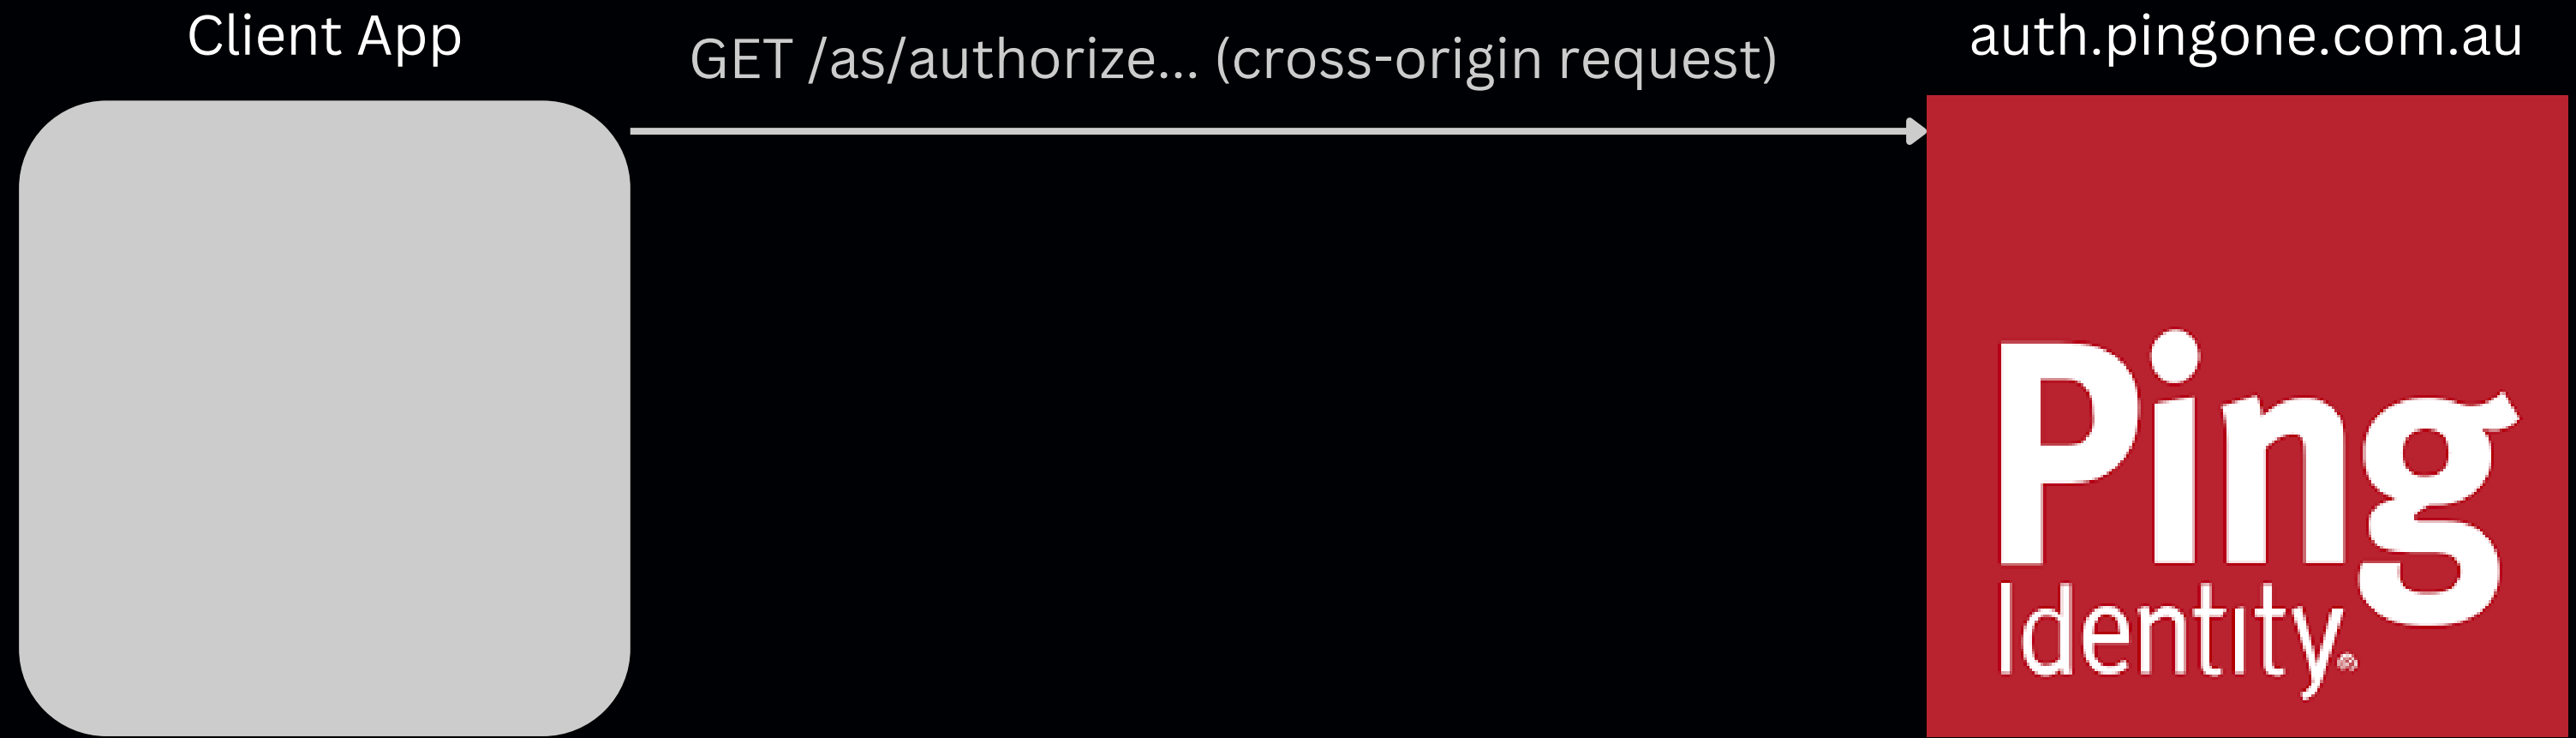 Client App
GET /as/authorize... (cross-origin request)
auth.pingone.com.au
Ping
Identity®